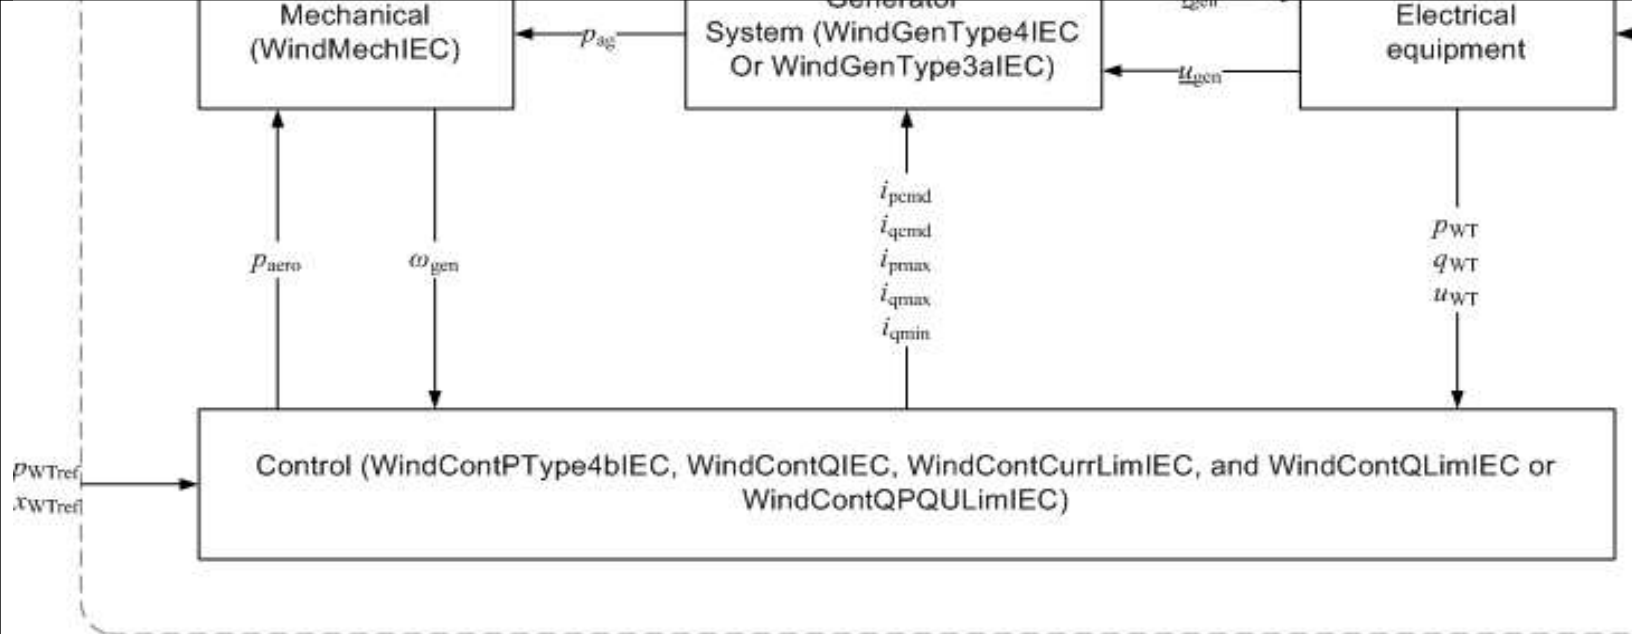 Mechanical
(WindMechIEC)
p_ag
Generator
System (WindGenType4IEC
Or WindGenType3aIEC)
u_gen
Electrical
equipment
p_aero
ω_gen
i_pcmd
i_qcmd
i_pmax
i_qmax
i_qmin
p_WT
q_WT
u_WT
p_WTref
x_WTref
Control (WindContPType4bIEC, WindContQIEC, WindContCurrLimIEC, and WindContQLimIEC or
WindContQPQULimIEC)